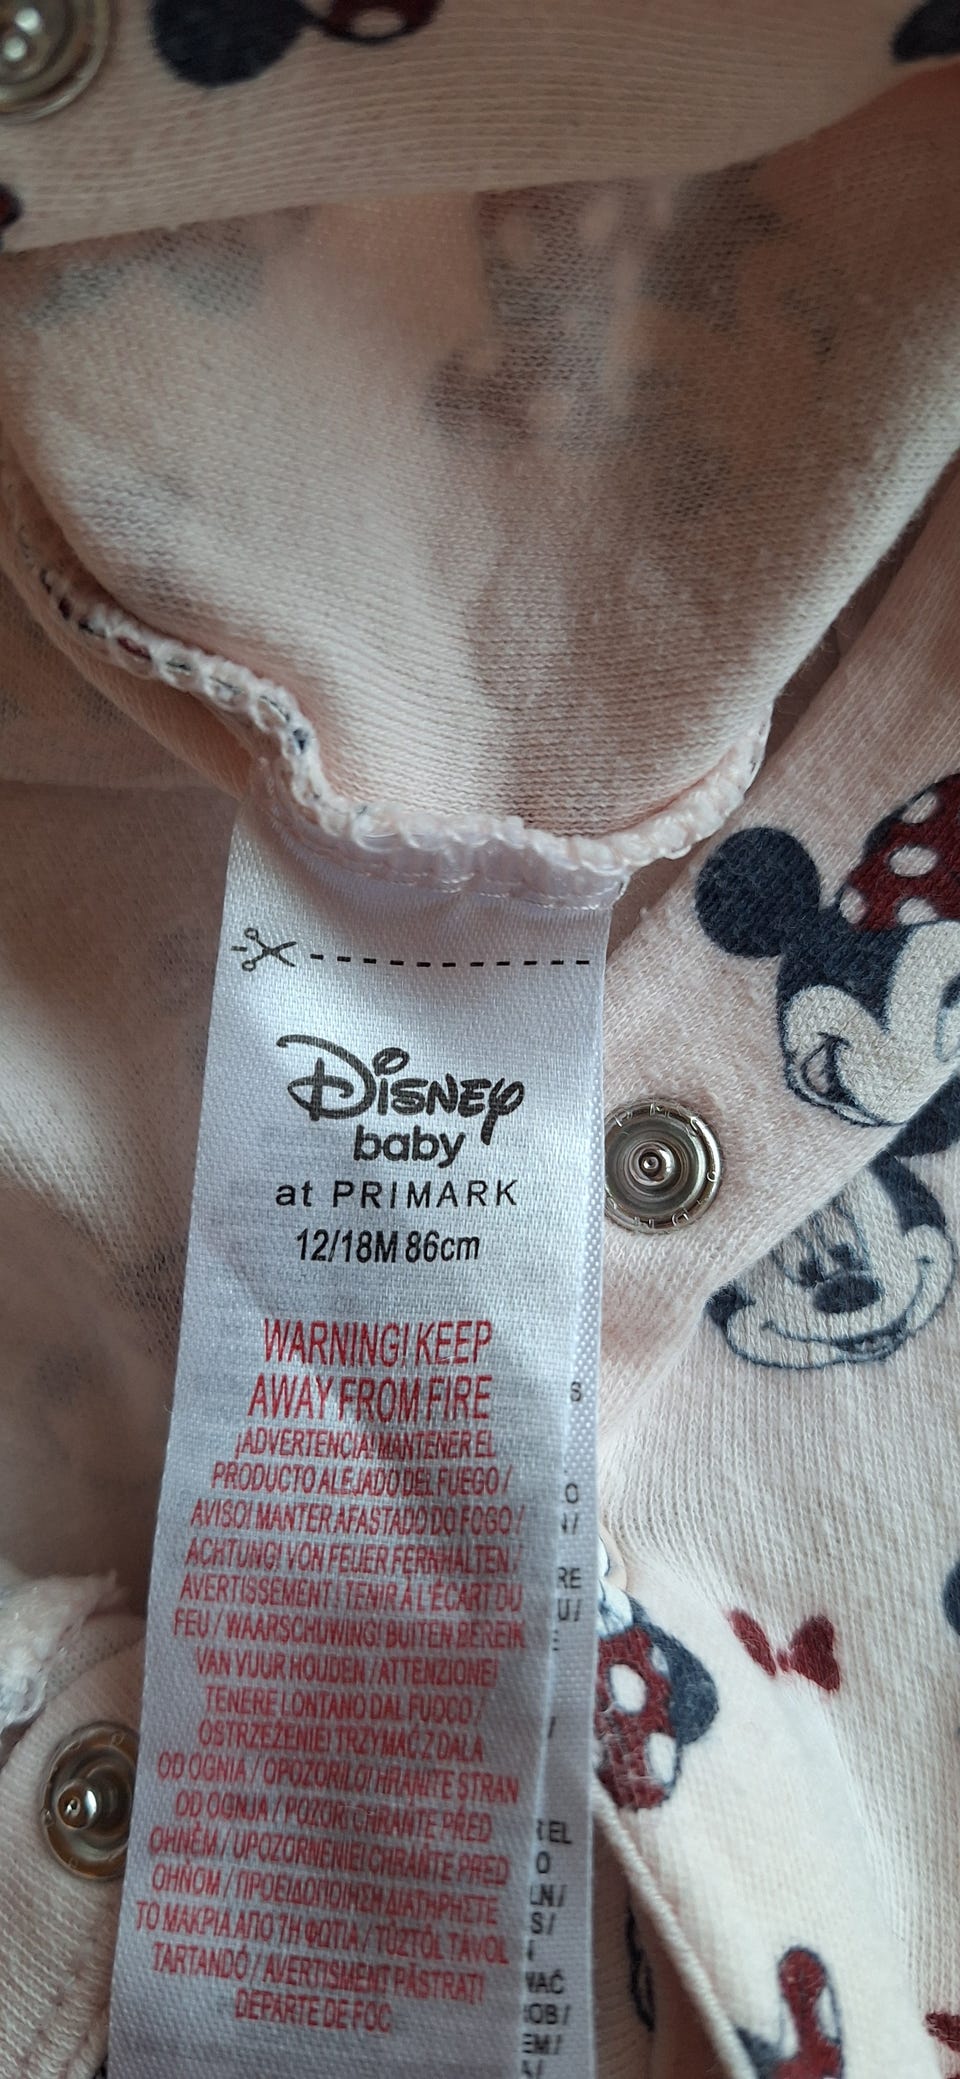 Disney
baby
at PRIMARK
12/18M 86cm
WARNING! KEEP
AWAY FROM FIRE
¡ADVERTENCIA! MANTENER EL
PRODUCTO ALEJADO DEL FUEGO /
AVISO! MANTER AFASTADO DO FOGO /
ACHTUNG! VON FEUER FERNHALTEN /
AVERTISSEMENT ! TENIR À L'ÉCART DU
FEU / WAARSCHUWING! BUITEN BEREIK
VAN VUUR HOUDEN / ATTENZIONE!
TENERE LONTANO DAL FUOCO /
OSTRZEŻENIE! TRZYMAĆ Z DALA
OD OGNIA / OPOZORILO! HRANITE STRAN
OD OGNJA / POZOR! CHRAŇTE PŘED
OHNĚM / UPOZORNENIE! CHRÁŇTE PRED
OHŇOM / ΠΡΟΕΙΔΟΠΟΙΗΣΗ ΔΙΑΤΗΡΗΣΤΕ
ΤΟ ΜΑΚΡΙΑ ΑΠΟ ΤΗ ΦΩΤΙΑ / TŰZTŐL TÁVOL
TARTANDÓ / AVERTISMENT PĂSTRAȚI
DEPARTE DE FOC